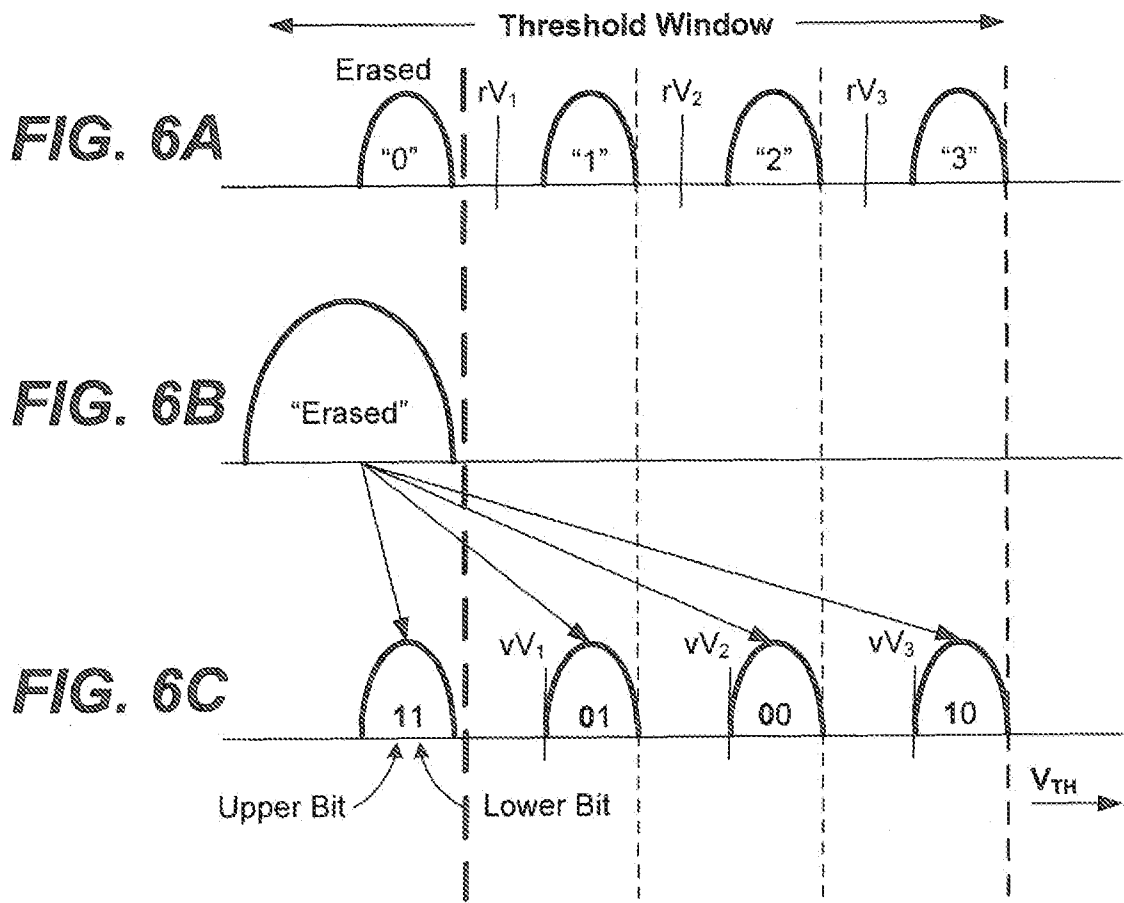 Threshold Window
Erased
rV1
rV2
rV3
FIG. 6A
“0”
“1”
“2”
“3”
FIG. 6B
“Erased”
vV1
vV2
vV3
FIG. 6C
11
01
00
10
Upper Bit
Lower Bit
VTH